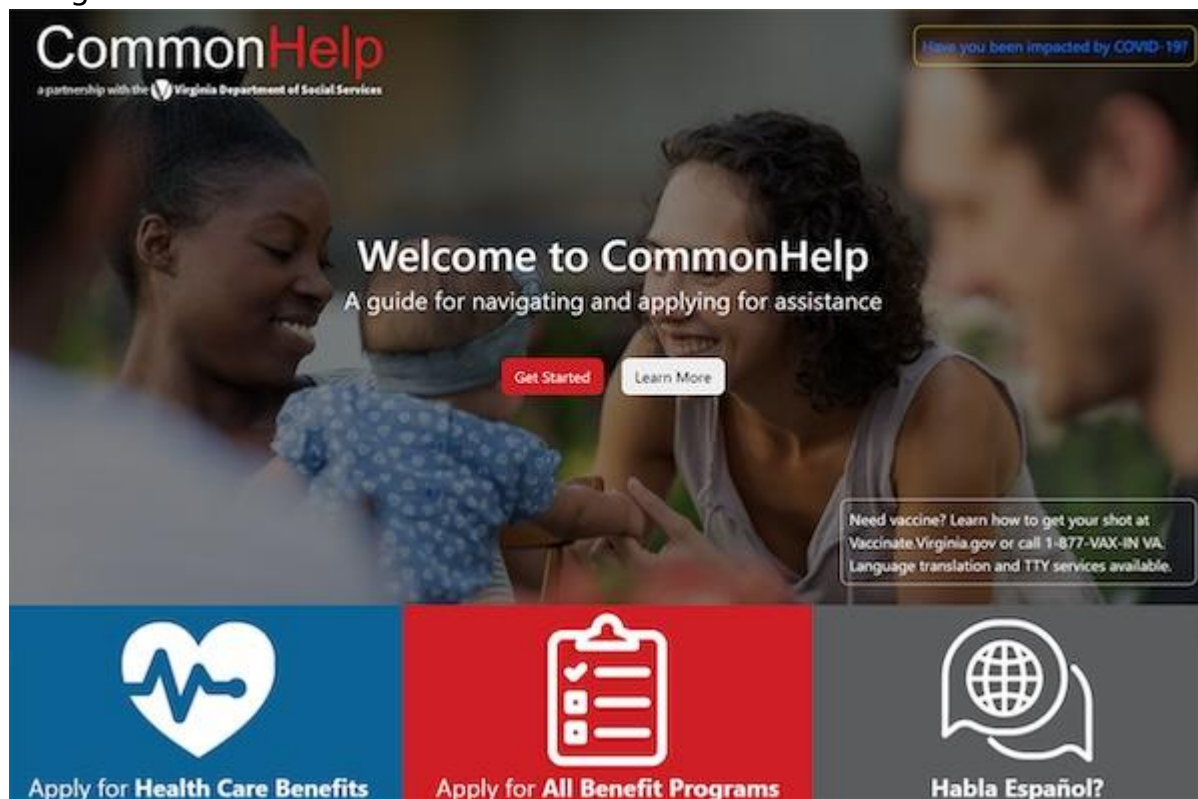 CommonHelp
a partnership with the Virginia Department of Social Services
Have you been impacted by COVID-19?
Welcome to CommonHelp
A guide for navigating and applying for assistance
Get Started
Learn More
Need vaccine? Learn how to get your shot at
Vaccinate.Virginia.gov or call 1-877-VAX-IN VA.
Language translation and TTY services available.
Apply for Health Care Benefits
Apply for All Benefit Programs
Habla Español?